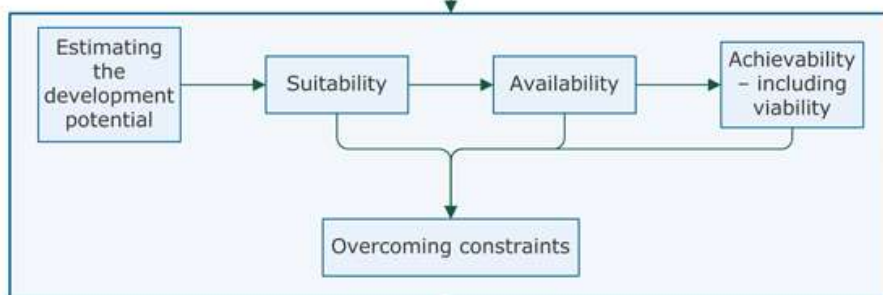 Estimating
the
development
potential
Suitability
Availability
Achievability
– including
viability
Overcoming constraints